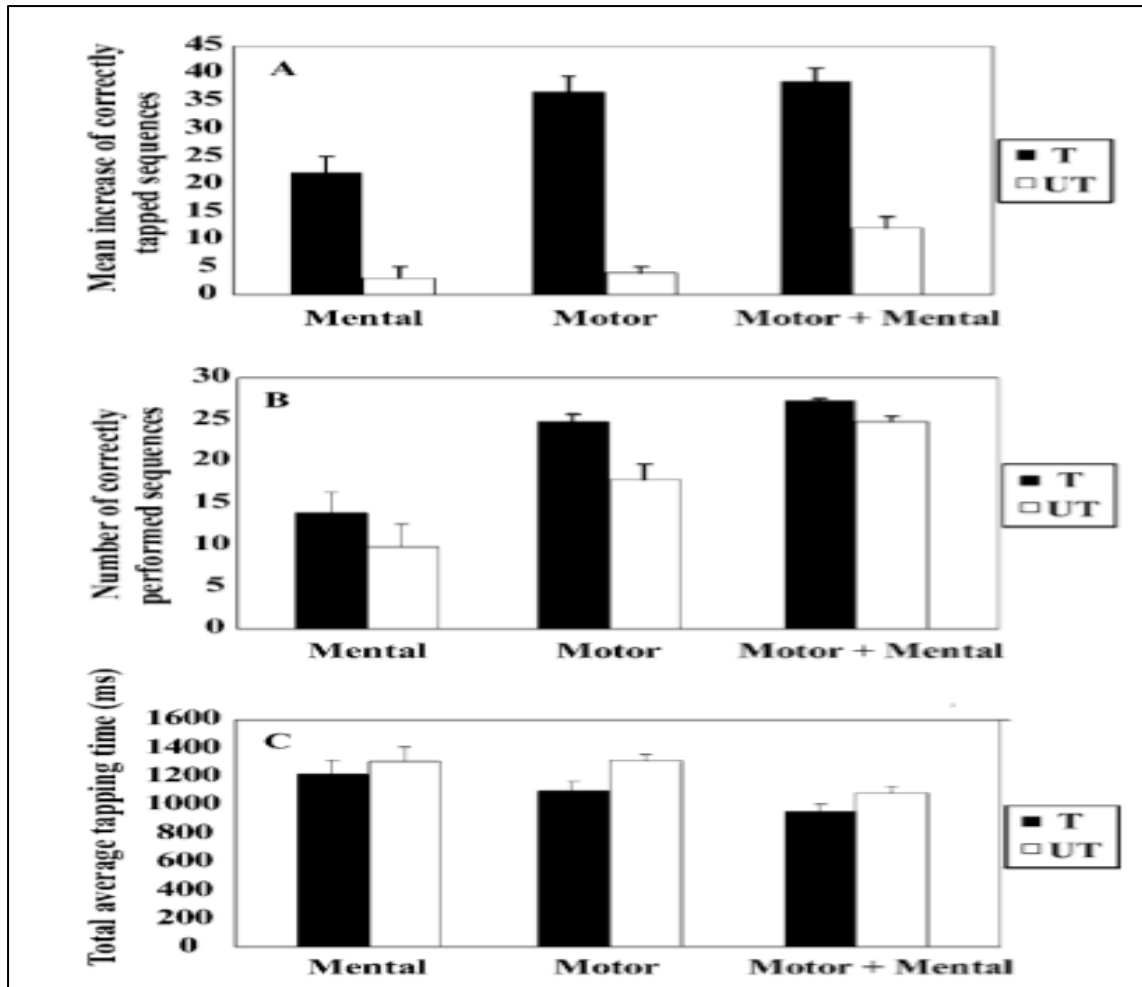 Mean increase of correctly
tapped sequences
45
40
35
30
25
20
15
10
5
0
A
Mental
Motor
Motor + Mental
T
UT
Number of correctly
performed sequences
30
25
20
15
10
5
0
B
Mental
Motor
Motor + Mental
T
UT
Total average tapping time (ms)
1600
1400
1200
1000
800
600
400
200
0
C
Mental
Motor
Motor + Mental
T
UT